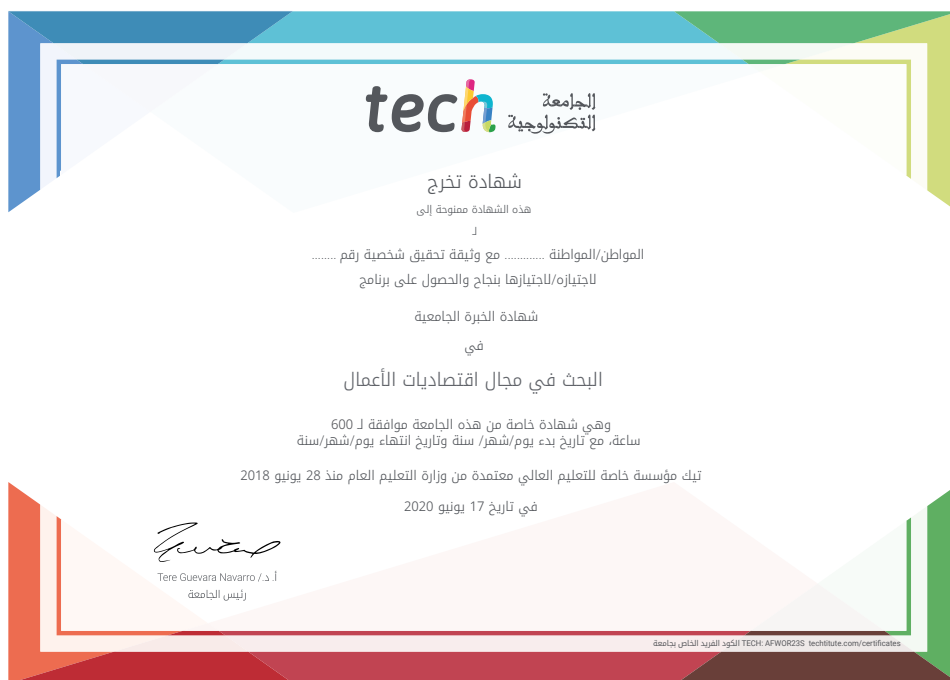 tech الجامعة
التكنولوجية
شهادة تخرج
هذه الشهادة ممنوحة إلى
لـ
المواطن/المواطنة ............ مع وثيقة تحقيق شخصية رقم ........
لاجتيازه/لاجتيازها بنجاح والحصول على برنامج
شهادة الخبرة الجامعية
في
البحث في مجال اقتصاديات الأعمال
وهي شهادة خاصة من هذه الجامعة موافقة لـ 600
ساعة، مع تاريخ بدء يوم/شهر/ سنة وتاريخ انتهاء يوم/شهر/سنة
تيك مؤسسة خاصة للتعليم العالي معتمدة من وزارة التعليم العام منذ 28 يونيو 2018
في تاريخ 17 يونيو 2020
أ. د./ Tere Guevara Navarro
رئيس الجامعة
الكود الفريد الخاص بجامعة TECH: AFWOR23S techtitute.com/certificates